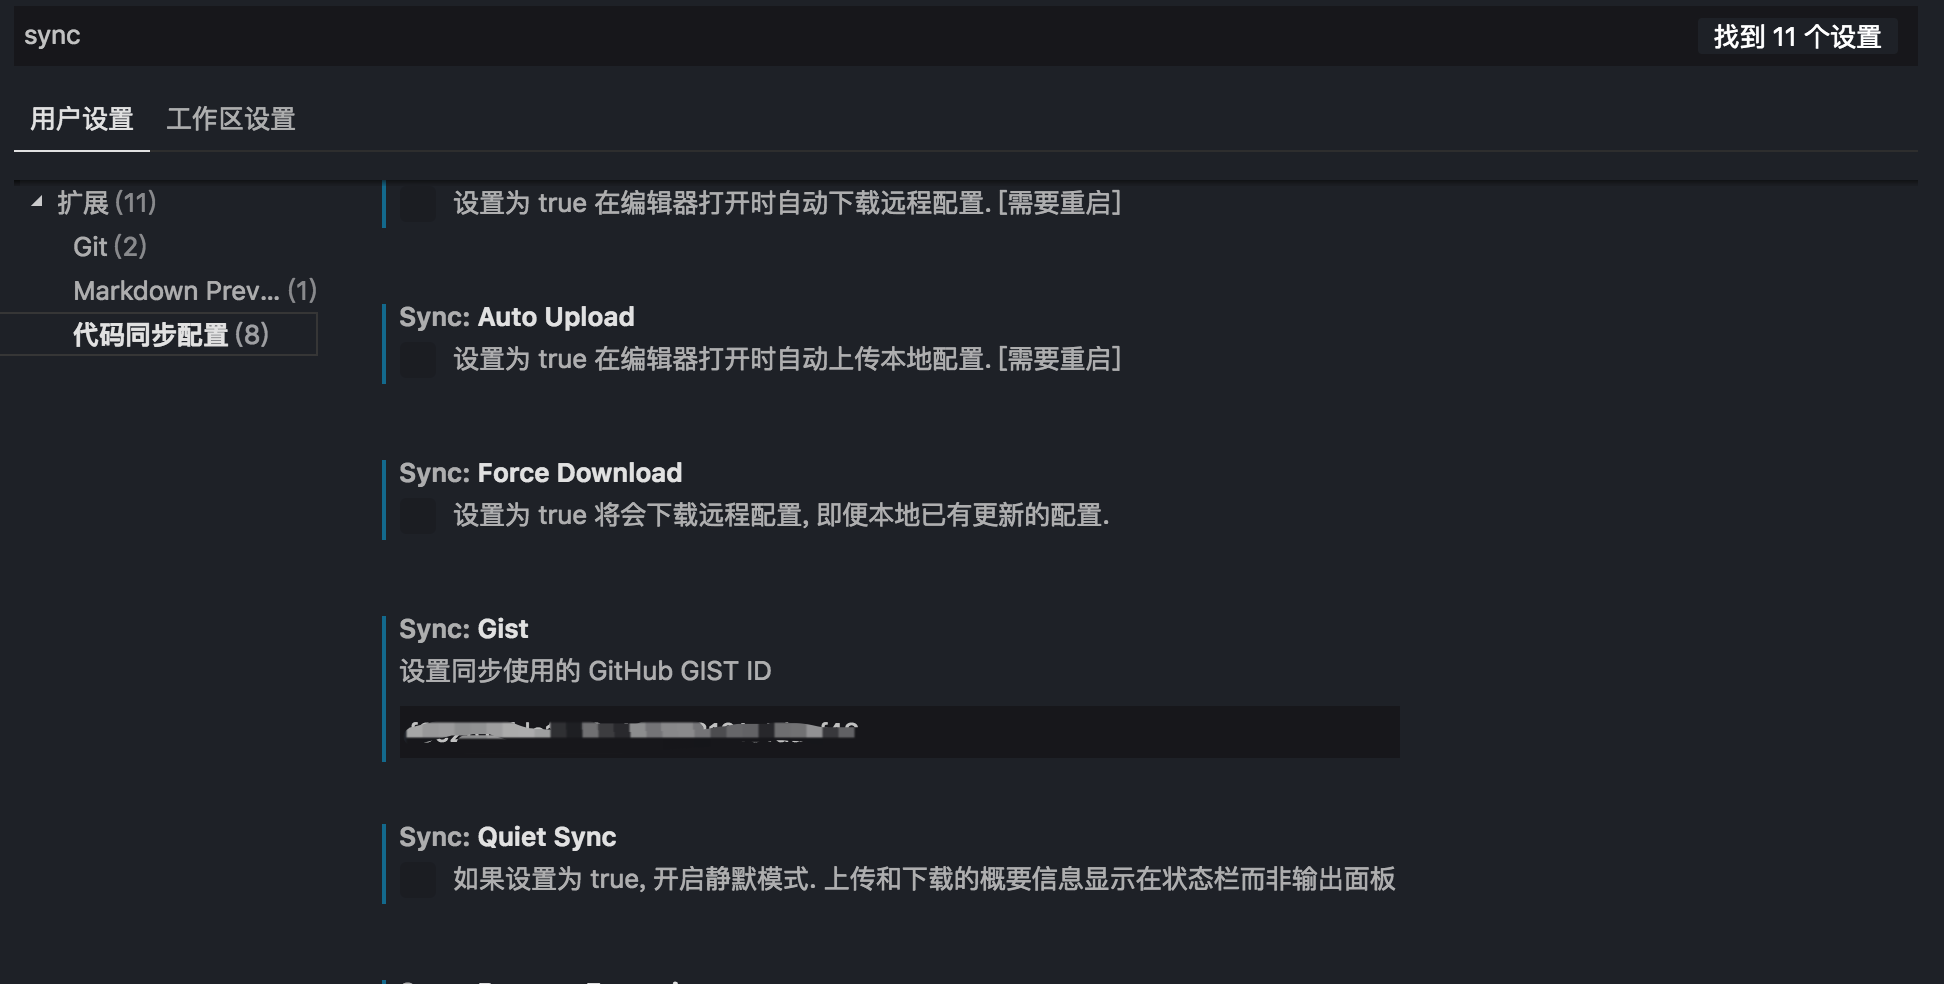 sync
找到 11 个设置
用户设置
工作区设置
扩展 (11)
Git (2)
Markdown Prev... (1)
代码同步配置 (8)
设置为 true 在编辑器打开时自动下载远程配置. [需要重启]
Sync: Auto Upload
设置为 true 在编辑器打开时自动上传本地配置. [需要重启]
Sync: Force Download
设置为 true 将会下载远程配置, 即便本地已有更新的配置.
Sync: Gist
设置同步使用的 GitHub GIST ID
Sync: Quiet Sync
如果设置为 true, 开启静默模式. 上传和下载的概要信息显示在状态栏而非输出面板